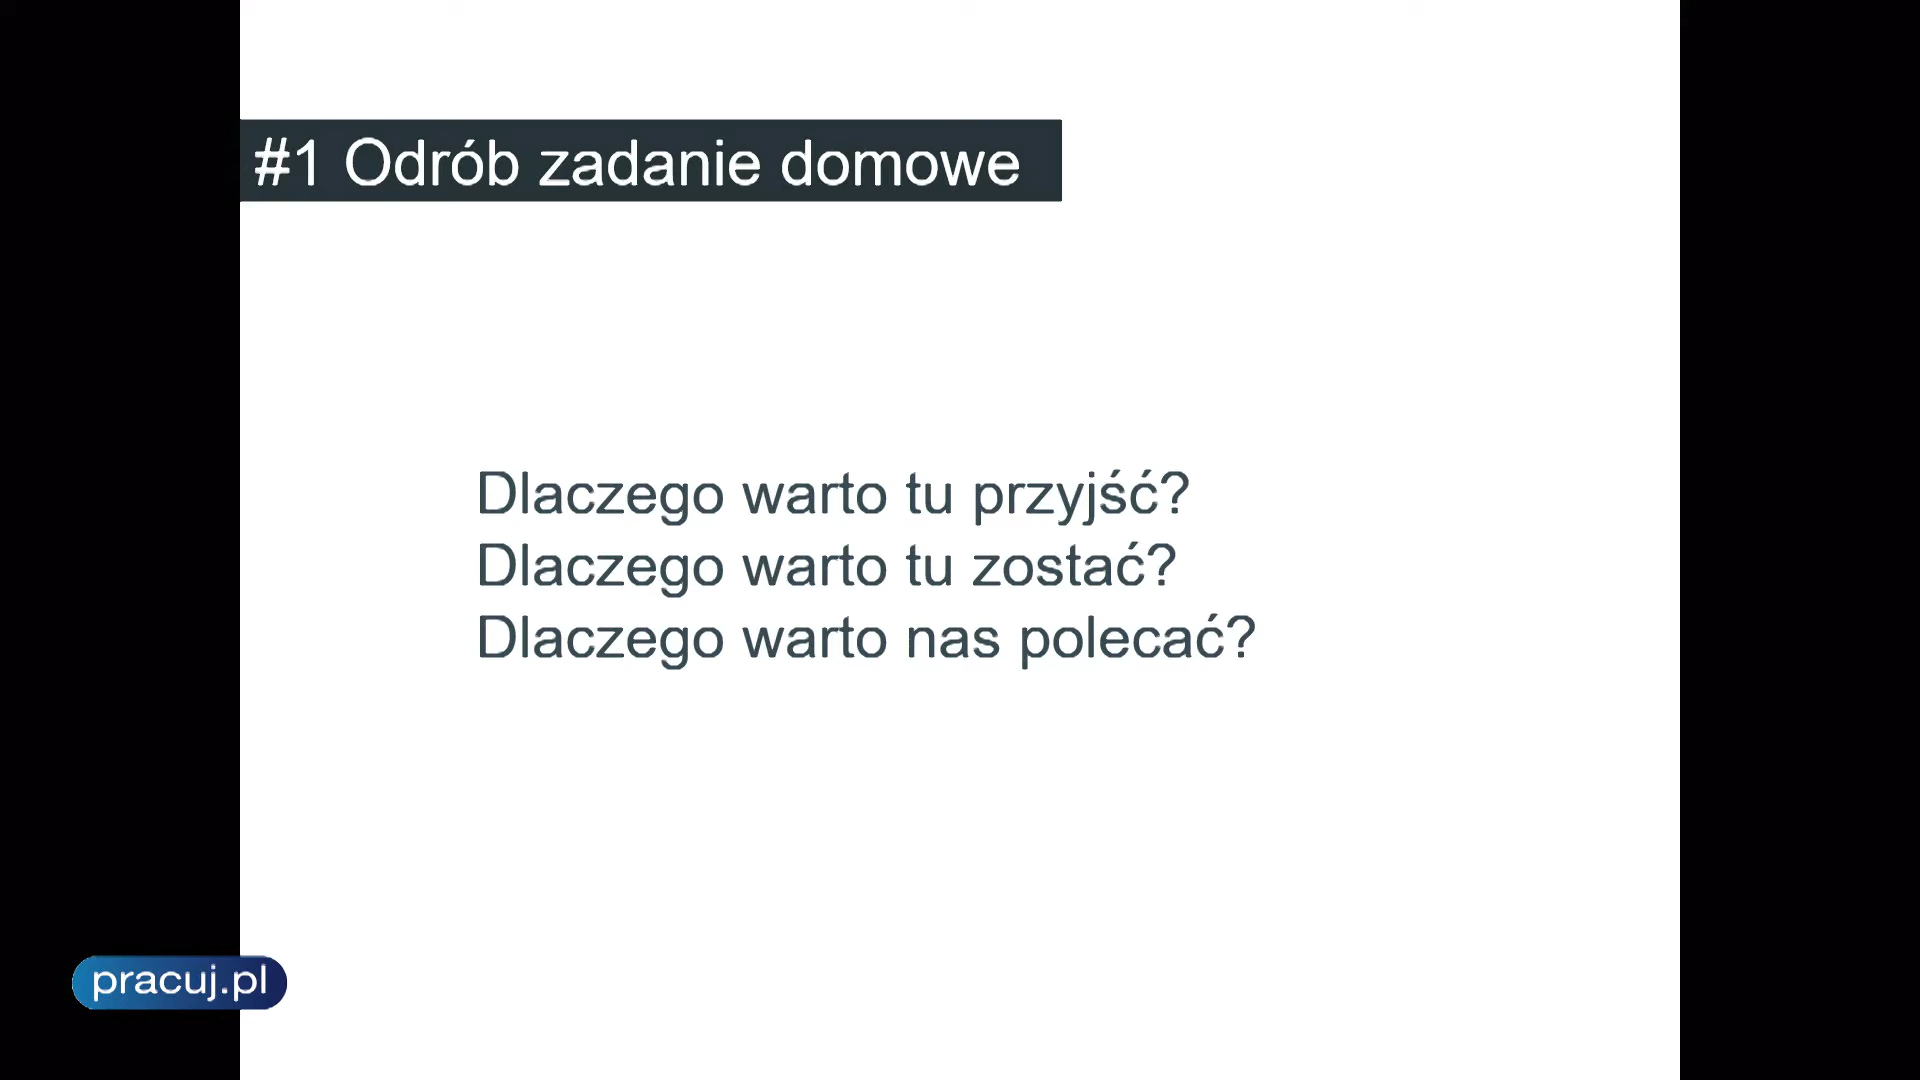 #1 Odrób zadanie domowe
Dlaczego warto tu przyjść?
Dlaczego warto tu zostać?
Dlaczego warto nas polecać?
pracuj.pl